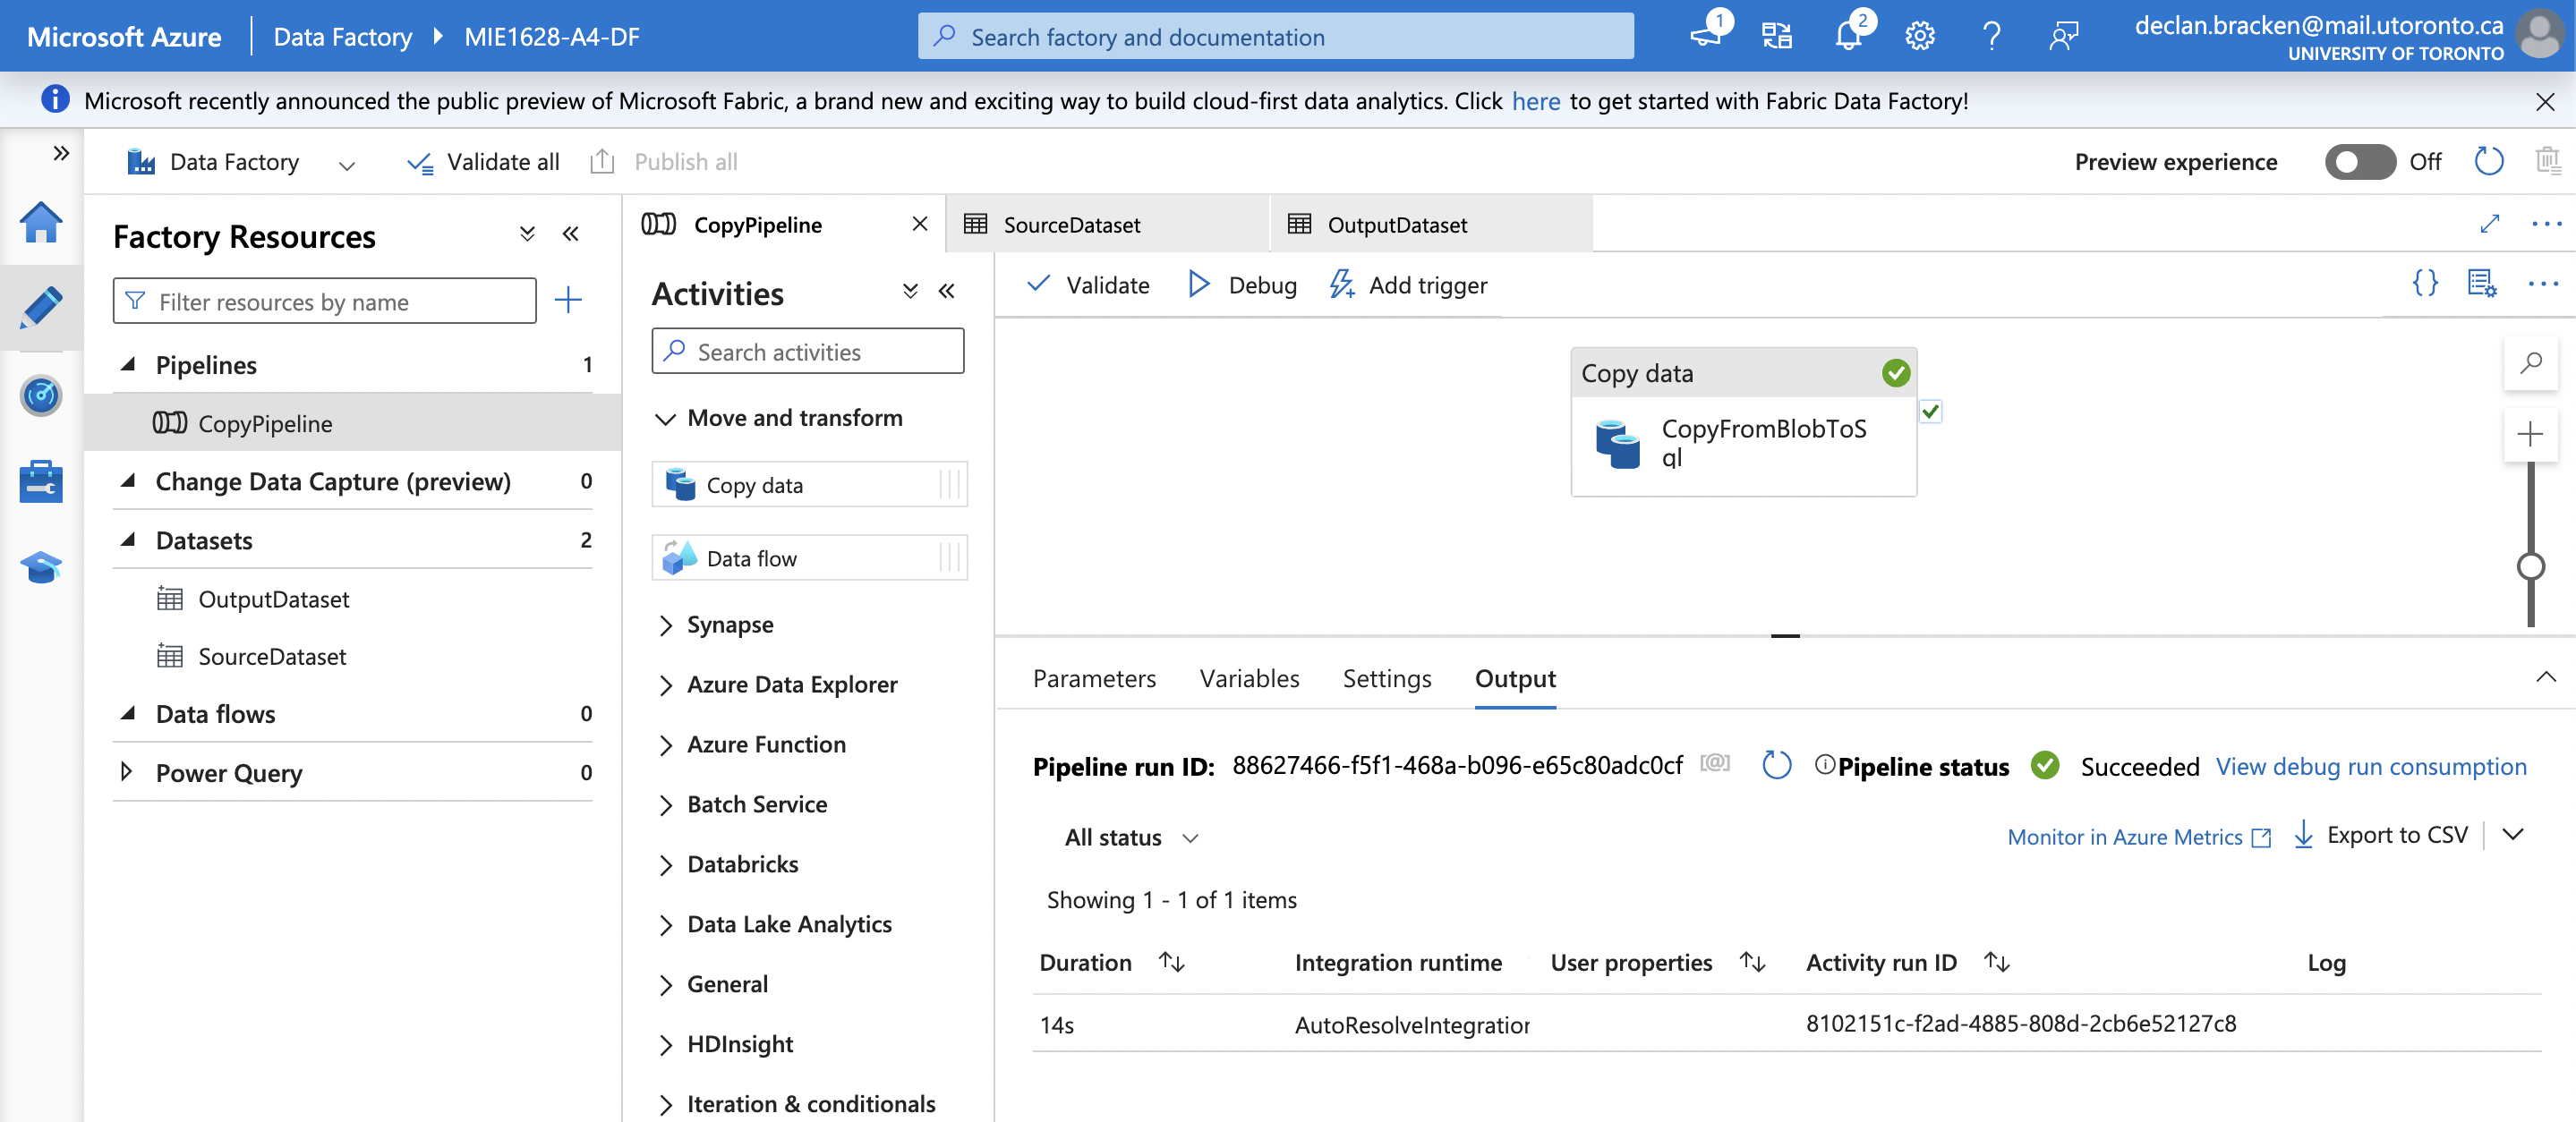 Microsoft Azure
Data Factory
MIE1628-A4-DF
Search factory and documentation
1
2
declan.bracken@mail.utoronto.ca
UNIVERSITY OF TORONTO
Microsoft recently announced the public preview of Microsoft Fabric, a brand new and exciting way to build cloud-first data analytics. Click here to get started with Fabric Data Factory!
Data Factory
Validate all
Publish all
Preview experience
Off
Factory Resources
Filter resources by name
Pipelines 1
CopyPipeline
Change Data Capture (preview) 0
Datasets 2
OutputDataset
SourceDataset
Data flows 0
Power Query 0
CopyPipeline
SourceDataset
OutputDataset
Activities
Search activities
Move and transform
Copy data
Data flow
Synapse
Azure Data Explorer
Azure Function
Batch Service
Databricks
Data Lake Analytics
General
HDInsight
Iteration & conditionals
Validate
Debug
Add trigger
{}
Copy data
CopyFromBlobToS
ql
Parameters
Variables
Settings
Output
Pipeline run ID: 88627466-f5f1-468a-b096-e65c80adc0cf [@]
Pipeline status
Succeeded
View debug run consumption
All status
Monitor in Azure Metrics
Export to CSV
Showing 1 - 1 of 1 items
Duration
Integration runtime
User properties
Activity run ID
Log
14s
AutoResolveIntegration
8102151c-f2ad-4885-808d-2cb6e52127c8